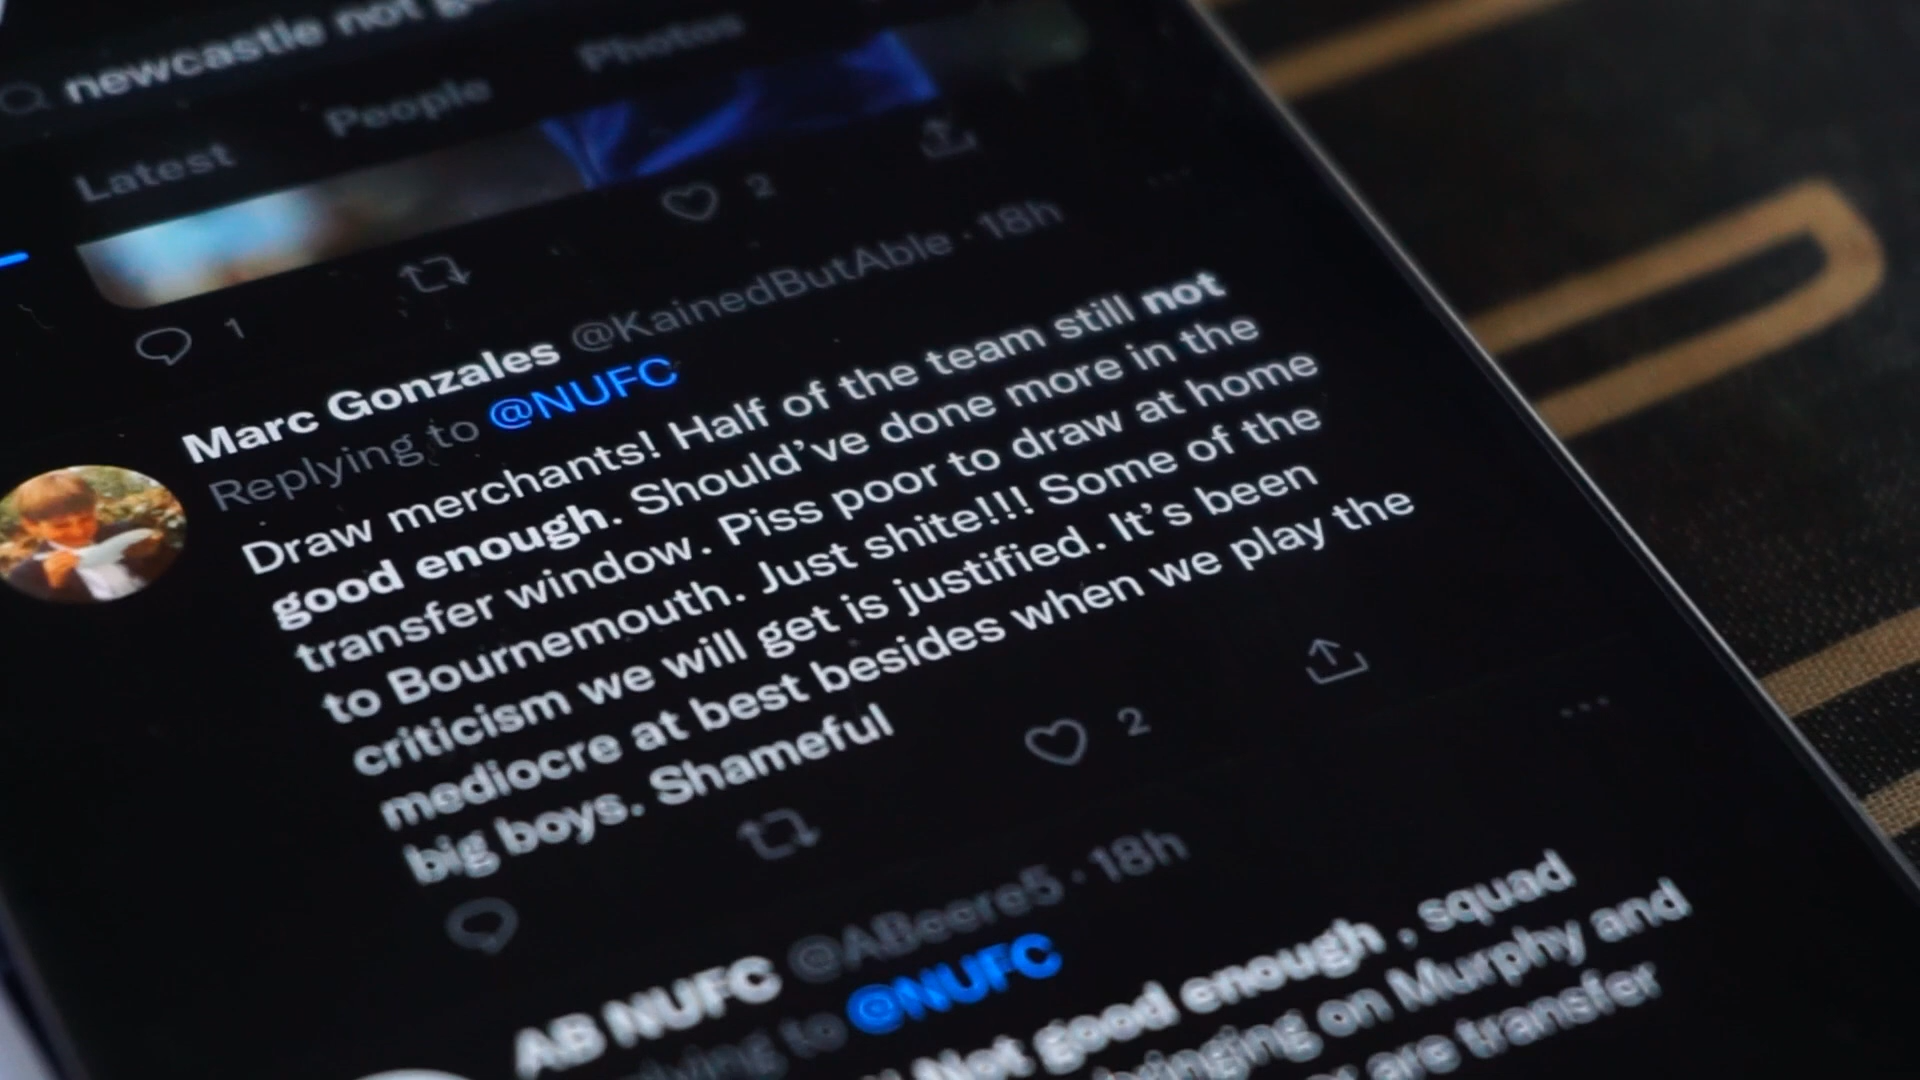 newcastle not
Latest People Photos
2
1
Marc Gonzales @KainedButAble · 18h
Replying to @NUFC
Draw merchants! Half of the team still not
good enough. Should've done more in the
transfer window. Piss poor to draw at home
to Bournemouth. Just shite!!! Some of the
criticism we will get is justified. It's been
mediocre at best besides when we play the
big boys. Shameful
2
AB NUFC @ABeere5 · 18h
to @NUFC
Not good enough , squad
on Murphy and
are transfer